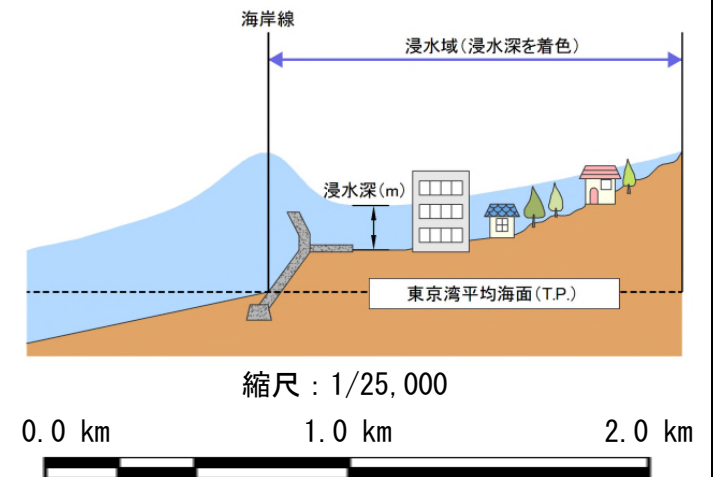 海岸線
浸水域(浸水深を着色)
浸水深(m)
東京湾平均海面(T.P.)
縮尺：1/25,000
0.0 km 1.0 km 2.0 km